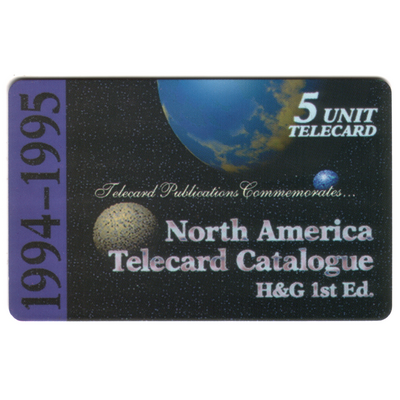 1994–1995
5 UNIT
TELECARD
Telecard Publications Commemorates...
North America
Telecard Catalogue
H&G 1st Ed.